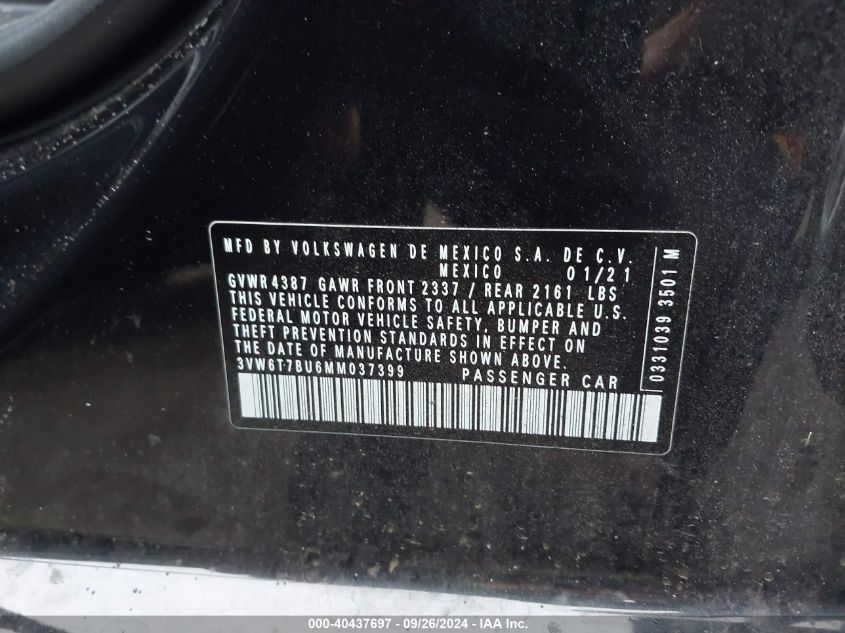 MFD BY VOLKSWAGEN DE MEXICO S.A. DE C.V.
MEXICO 01/21
GVWR 4387 GAWR FRONT 2337 / REAR 2161 LBS
THIS VEHICLE CONFORMS TO ALL APPLICABLE U.S.
FEDERAL MOTOR VEHICLE SAFETY, BUMPER AND
THEFT PREVENTION STANDARDS IN EFFECT ON
THE DATE OF MANUFACTURE SHOWN ABOVE.
3VW6T7BU6MM037399 PASSENGER CAR
0331039 3501 M
000-40437697 - 09/26/2024 - IAA Inc.